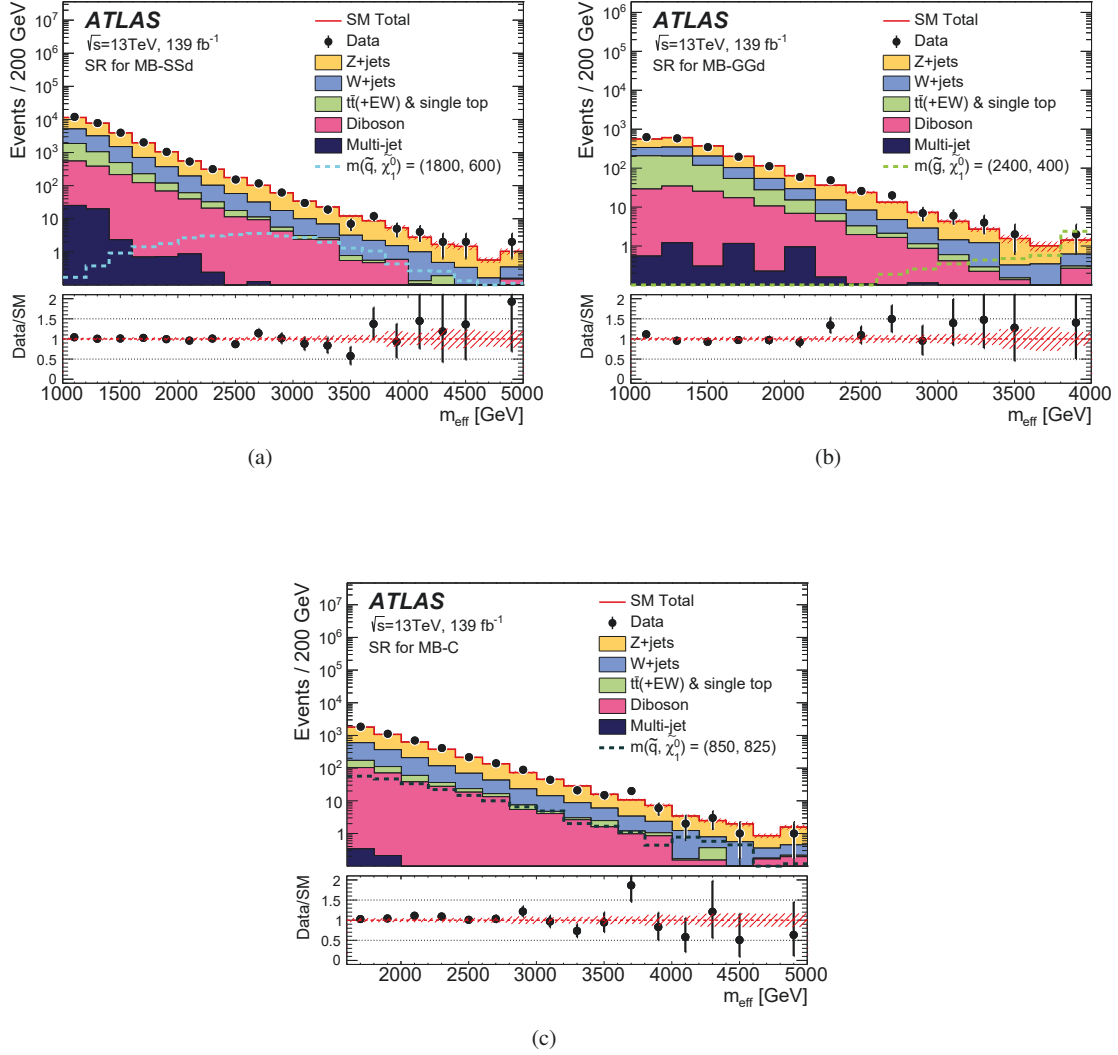 ATLAS
√s=13TeV, 139 fb⁻¹
SR for MB-SSd
SM Total
Data
Z+jets
W+jets
tt̄(+EW) & single top
Diboson
Multi-jet
m(q̃, χ̃⁰₁) = (1800, 600)
Events / 200 GeV
10⁷
10⁶
10⁵
10⁴
10³
10²
10
1
Data/SM
2
1.5
1
0.5
0
1000 1500 2000 2500 3000 3500 4000 4500 5000
m_eff [GeV]
(a)
ATLAS
√s=13TeV, 139 fb⁻¹
SR for MB-GGd
SM Total
Data
Z+jets
W+jets
tt̄(+EW) & single top
Diboson
Multi-jet
m(g̃, χ̃⁰₁) = (2400, 400)
Events / 200 GeV
10⁶
10⁵
10⁴
10³
10²
10
1
Data/SM
2
1.5
1
0.5
0
1000 1500 2000 2500 3000 3500 4000
m_eff [GeV]
(b)
ATLAS
√s=13TeV, 139 fb⁻¹
SR for MB-C
SM Total
Data
Z+jets
W+jets
tt̄(+EW) & single top
Diboson
Multi-jet
m(q̃, χ̃⁰₁) = (850, 825)
Events / 200 GeV
10⁷
10⁶
10⁵
10⁴
10³
10²
10
1
Data/SM
2
1.5
1
0.5
0
2000 2500 3000 3500 4000 4500 5000
m_eff [GeV]
(c)